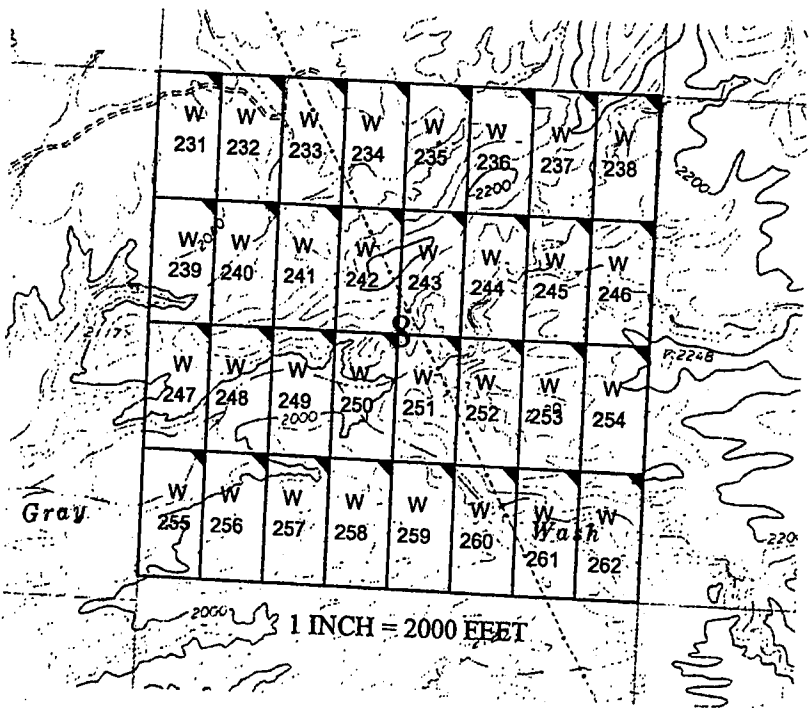 W 231 W 232 W 233 W 234 W 235 W 236 W 237 W 238
2200
2200
W 239 W 240 W 241 W 242 W 243 W 244 W 245 W 246
8
P.2248
W 247 W 248 W 249 W 250 W 251 W 252 W 253 W 254
2000
Gray
W 255 W 256 W 257 W 258 W 259 W 260 W 261 W 262
Wash
2000
1 INCH = 2000 FEET